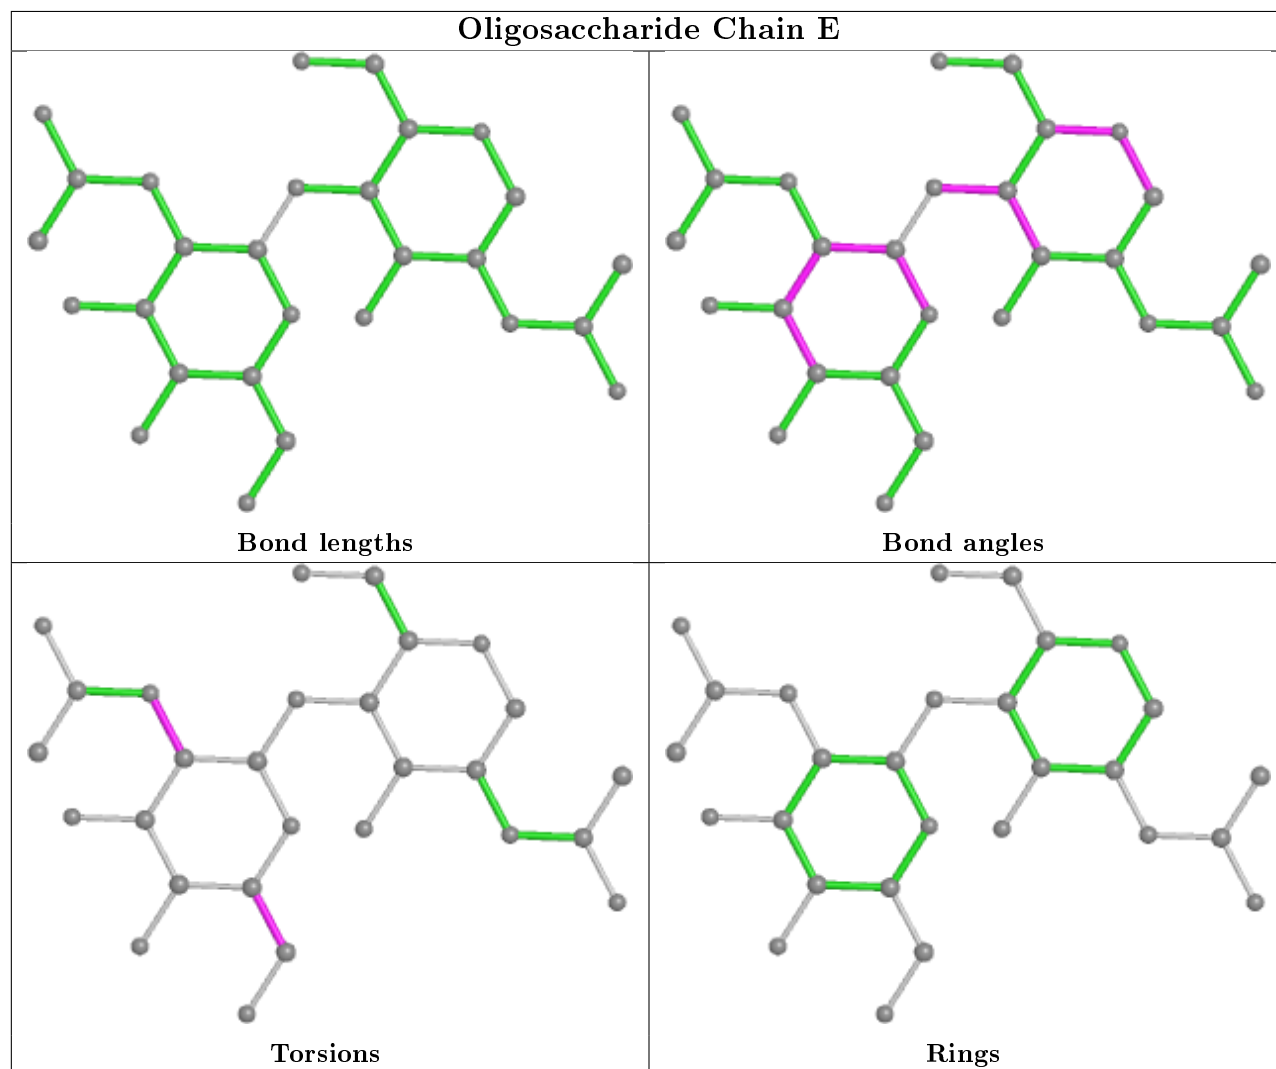 Oligosaccharide Chain E
Bond lengths
Bond angles
Torsions
Rings